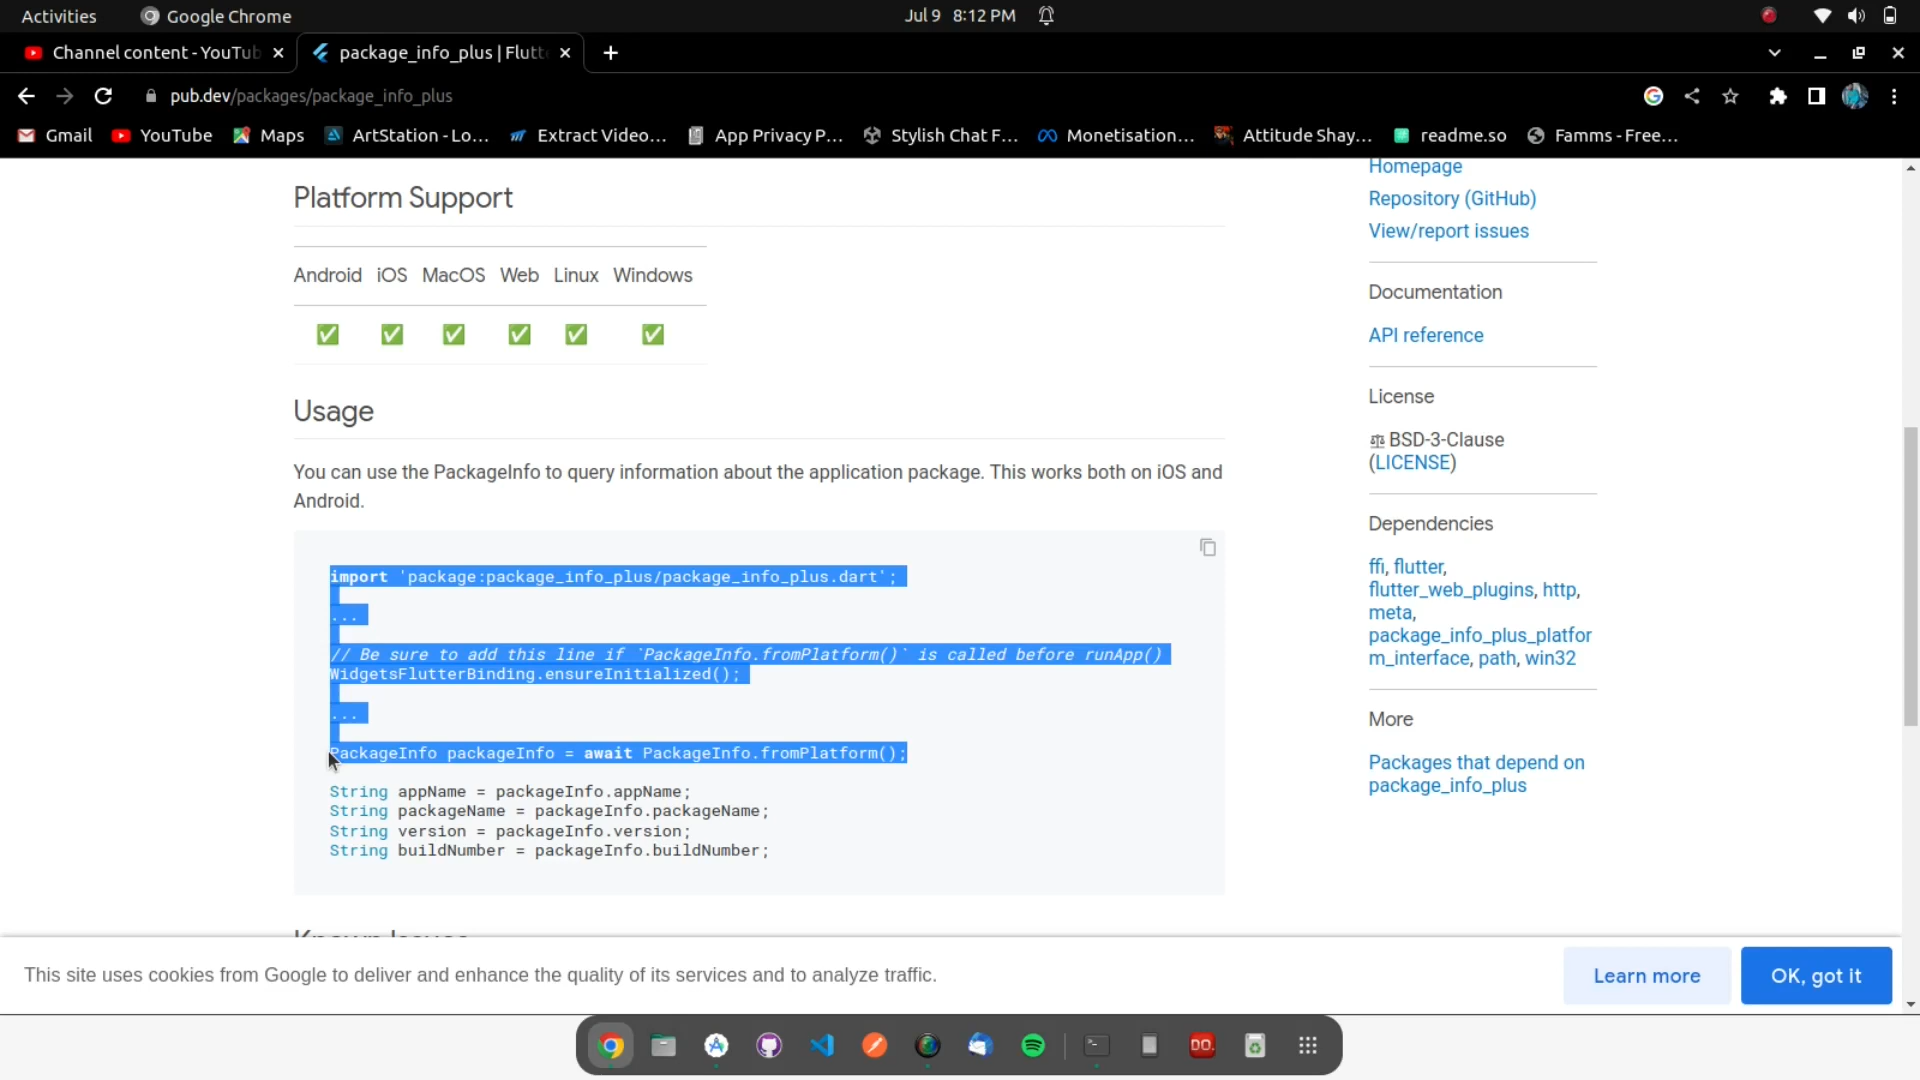 Activities
Google Chrome
Jul 9 8:12 PM
Channel content - YouTub
package_info_plus | Flutt
pub.dev/packages/package_info_plus
Gmail
YouTube
Maps
ArtStation - Lo...
Extract Video...
App Privacy P...
Stylish Chat F...
Monetisation...
Attitude Shay...
readme.so
Famms - Free...
Platform Support
Android iOS MacOS Web Linux Windows
Usage
You can use the PackageInfo to query information about the application package. This works both on iOS and
Android.
import 'package:package_info_plus/package_info_plus.dart';
...
// Be sure to add this line if `PackageInfo.fromPlatform()` is called before runApp()
WidgetsFlutterBinding.ensureInitialized();
...
PackageInfo packageInfo = await PackageInfo.fromPlatform();
String appName = packageInfo.appName;
String packageName = packageInfo.packageName;
String version = packageInfo.version;
String buildNumber = packageInfo.buildNumber;
Known Issues
Homepage
Repository (GitHub)
View/report issues
Documentation
API reference
License
BSD-3-Clause
(LICENSE)
Dependencies
ffi, flutter,
flutter_web_plugins, http,
meta,
package_info_plus_platfor
m_interface, path, win32
More
Packages that depend on
package_info_plus
This site uses cookies from Google to deliver and enhance the quality of its services and to analyze traffic.
Learn more
OK, got it
DO.